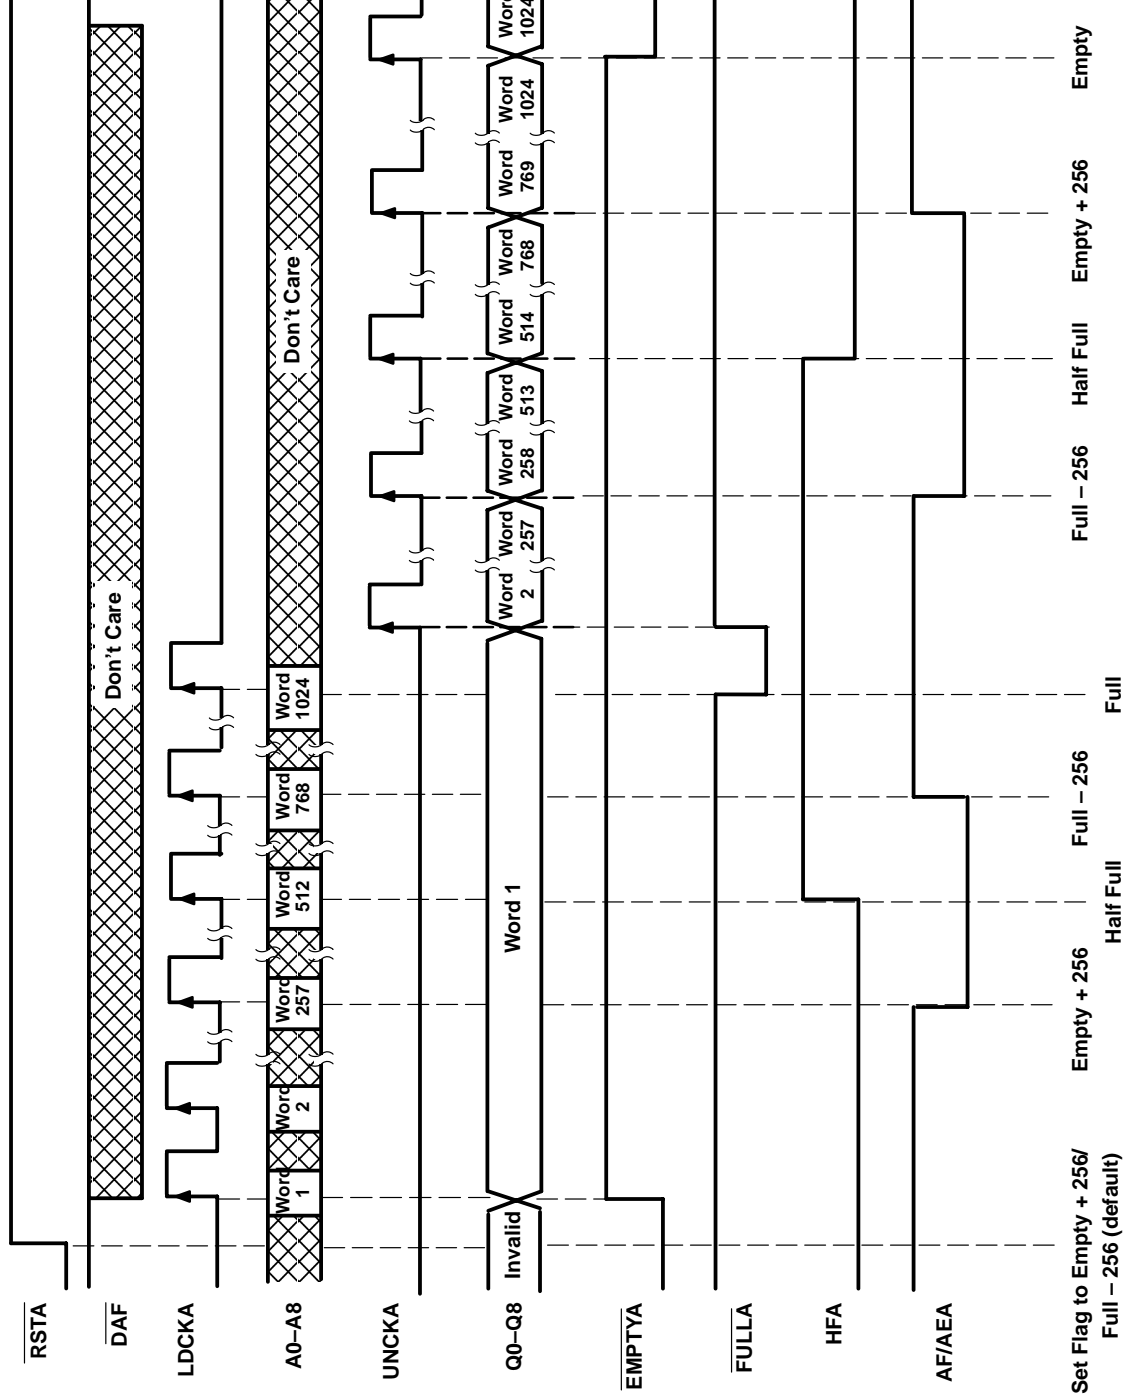 RSTA
DAF
Don't Care
LDCKA
A0–A8
Word
1
Word
2
Word
257
Word
512
Word
768
Word
1024
Don't Care
UNCKA
Q0–Q8
Invalid
Word 1
Word
2
Word
257
Word
258
Word
513
Word
514
Word
768
Word
769
Word
1024
Word
1024
EMPTYA
FULLA
HFA
AF/AEA
Set Flag to Empty + 256/
Full – 256 (default)
Empty + 256
Half Full
Full – 256
Full
Full – 256
Half Full
Empty + 256
Empty